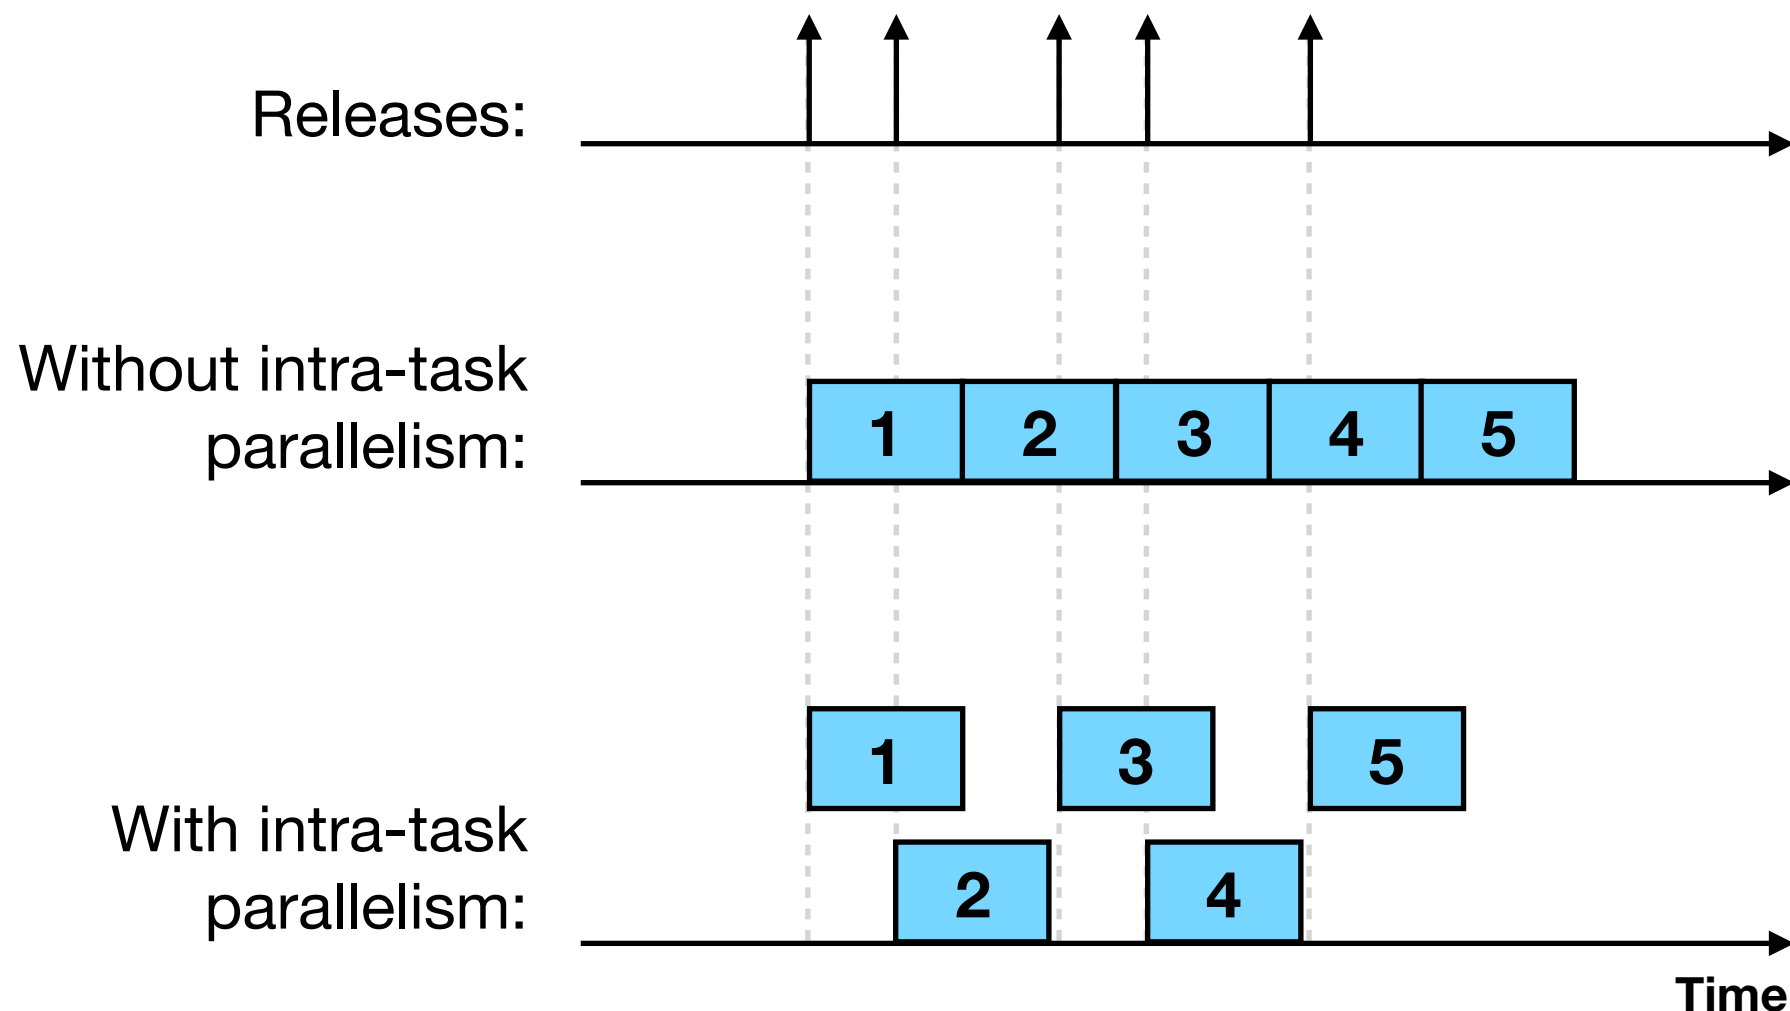 Releases:
Without intra-task
parallelism:
1 2 3 4 5
1 3 5
With intra-task
parallelism:
2 4
Time